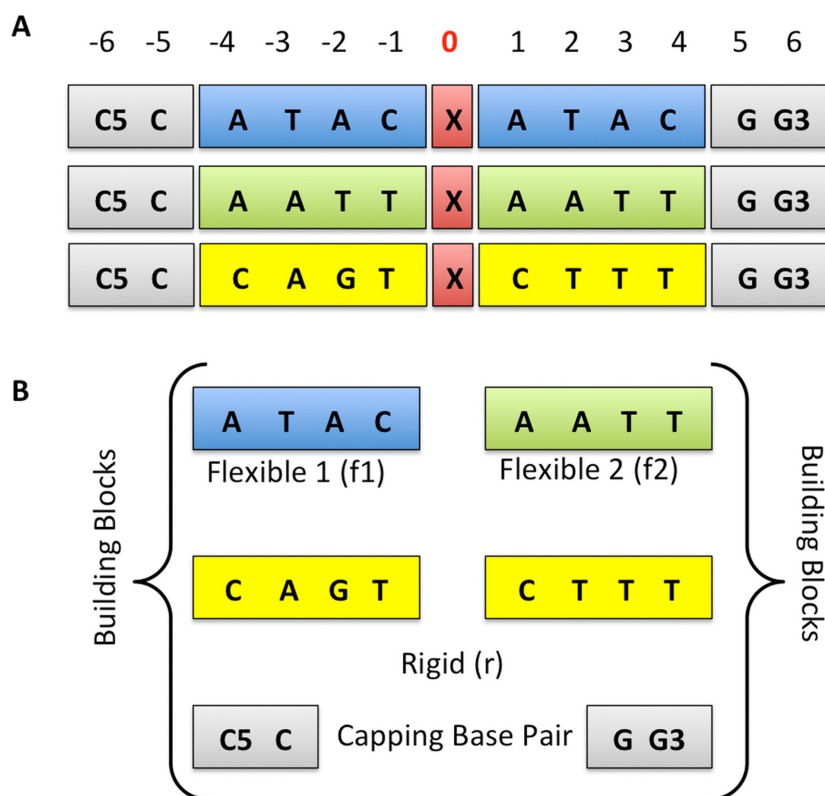 A
-6 -5 -4 -3 -2 -1 0 1 2 3 4 5 6
C5 C A T A C X A T A C G G3
C5 C A A T T X A A T T G G3
C5 C C A G T X C T T T G G3
B
Building Blocks
A T A C A A T T
Flexible 1 (f1) Flexible 2 (f2)
C A G T C T T T
Rigid (r)
C5 C Capping Base Pair G G3
Building Blocks